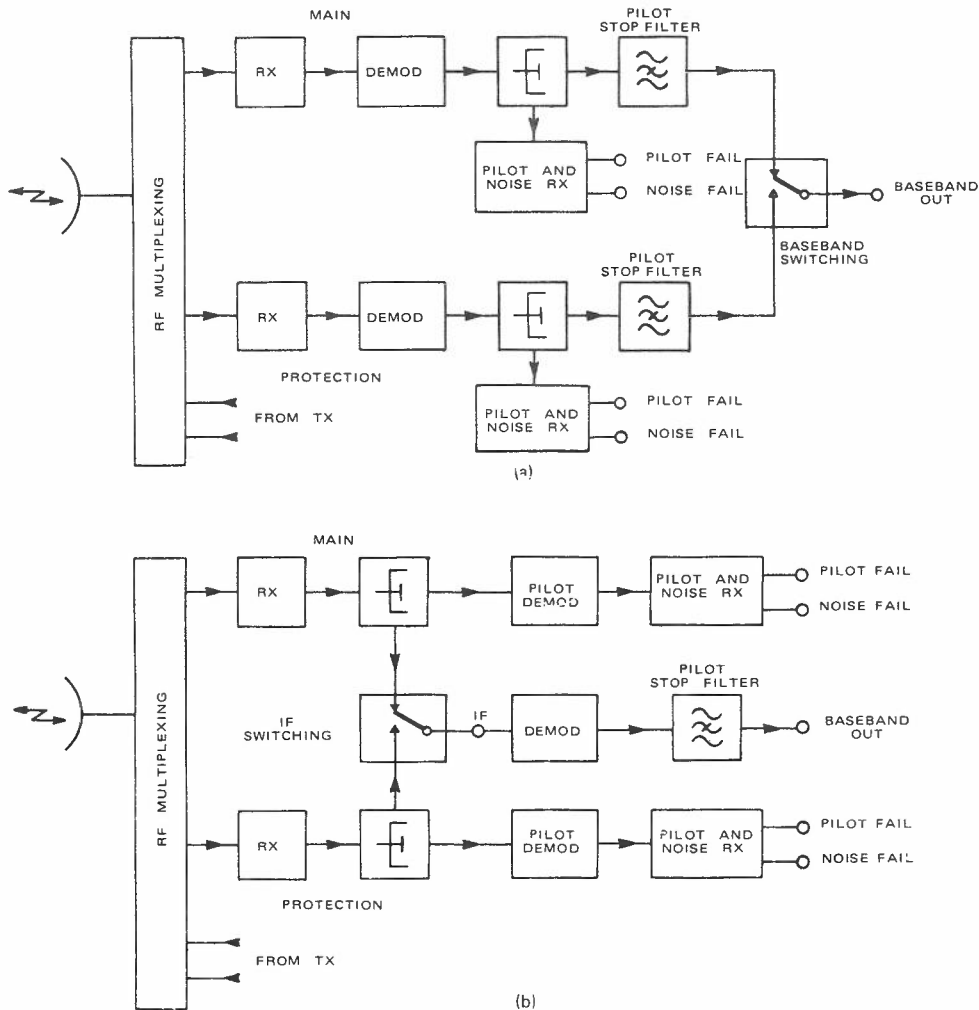 MAIN
PILOT
STOP FILTER
RX
DEMOD
PILOT AND
NOISE RX
PILOT FAIL
NOISE FAIL
BASEBAND
OUT
BASEBAND
SWITCHING
RF MULTIPLEXING
PILOT
STOP FILTER
RX
DEMOD
PROTECTION
FROM TX
PILOT AND
NOISE RX
PILOT FAIL
NOISE FAIL
(a)
MAIN
RX
PILOT
DEMOD
PILOT AND
NOISE RX
PILOT FAIL
NOISE FAIL
PILOT
STOP FILTER
IF
SWITCHING
IF
DEMOD
BASEBAND
OUT
RF MULTIPLEXING
RX
PILOT
DEMOD
PILOT AND
NOISE RX
PILOT FAIL
NOISE FAIL
PROTECTION
FROM TX
(b)